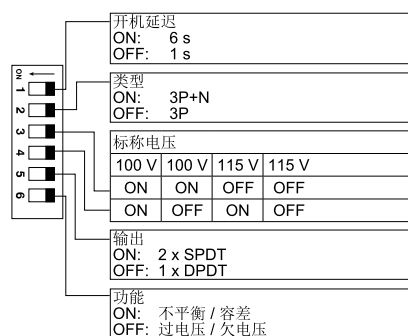 ON
1
2
3
4
5
6
开机延迟
ON: 6 s
OFF: 1 s
类型
ON: 3P+N
OFF: 3P
标称电压
100 V 100 V 115 V 115 V
ON ON OFF OFF
ON OFF ON OFF
输出
ON: 2 x SPDT
OFF: 1 x DPDT
功能
ON: 不平衡 / 容差
OFF: 过电压 / 欠电压